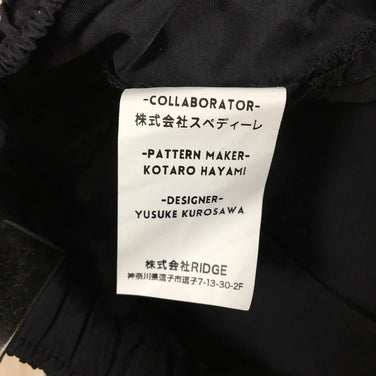 -COLLABORATOR-
株式会社スペディーレ
-PATTERN MAKER-
KOTARO HAYAMI
-DESIGNER-
YUSUKE KUROSAWA
株式会社RIDGE
神奈川県逗子市逗子7-13-30-2F